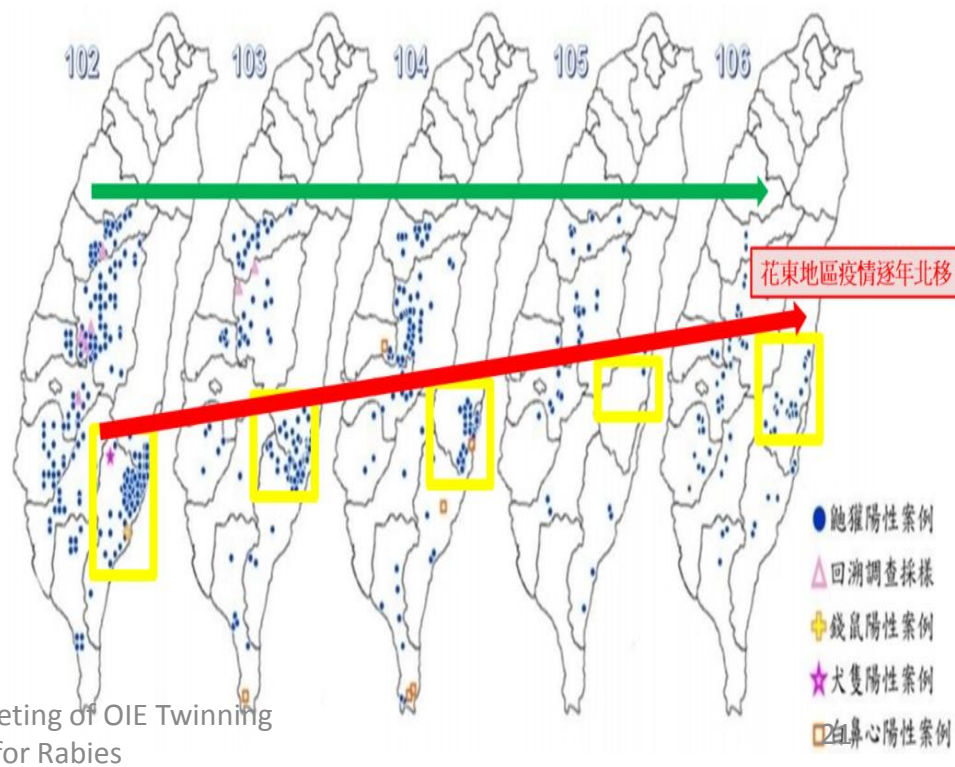 102 103 104 105 106
花東地區疫情逐年北移
鼬獾陽性案例
回溯調查採樣
錢鼠陽性案例
犬隻陽性案例
白鼻心陽性案例
eting of OIE Twinning
for Rabies